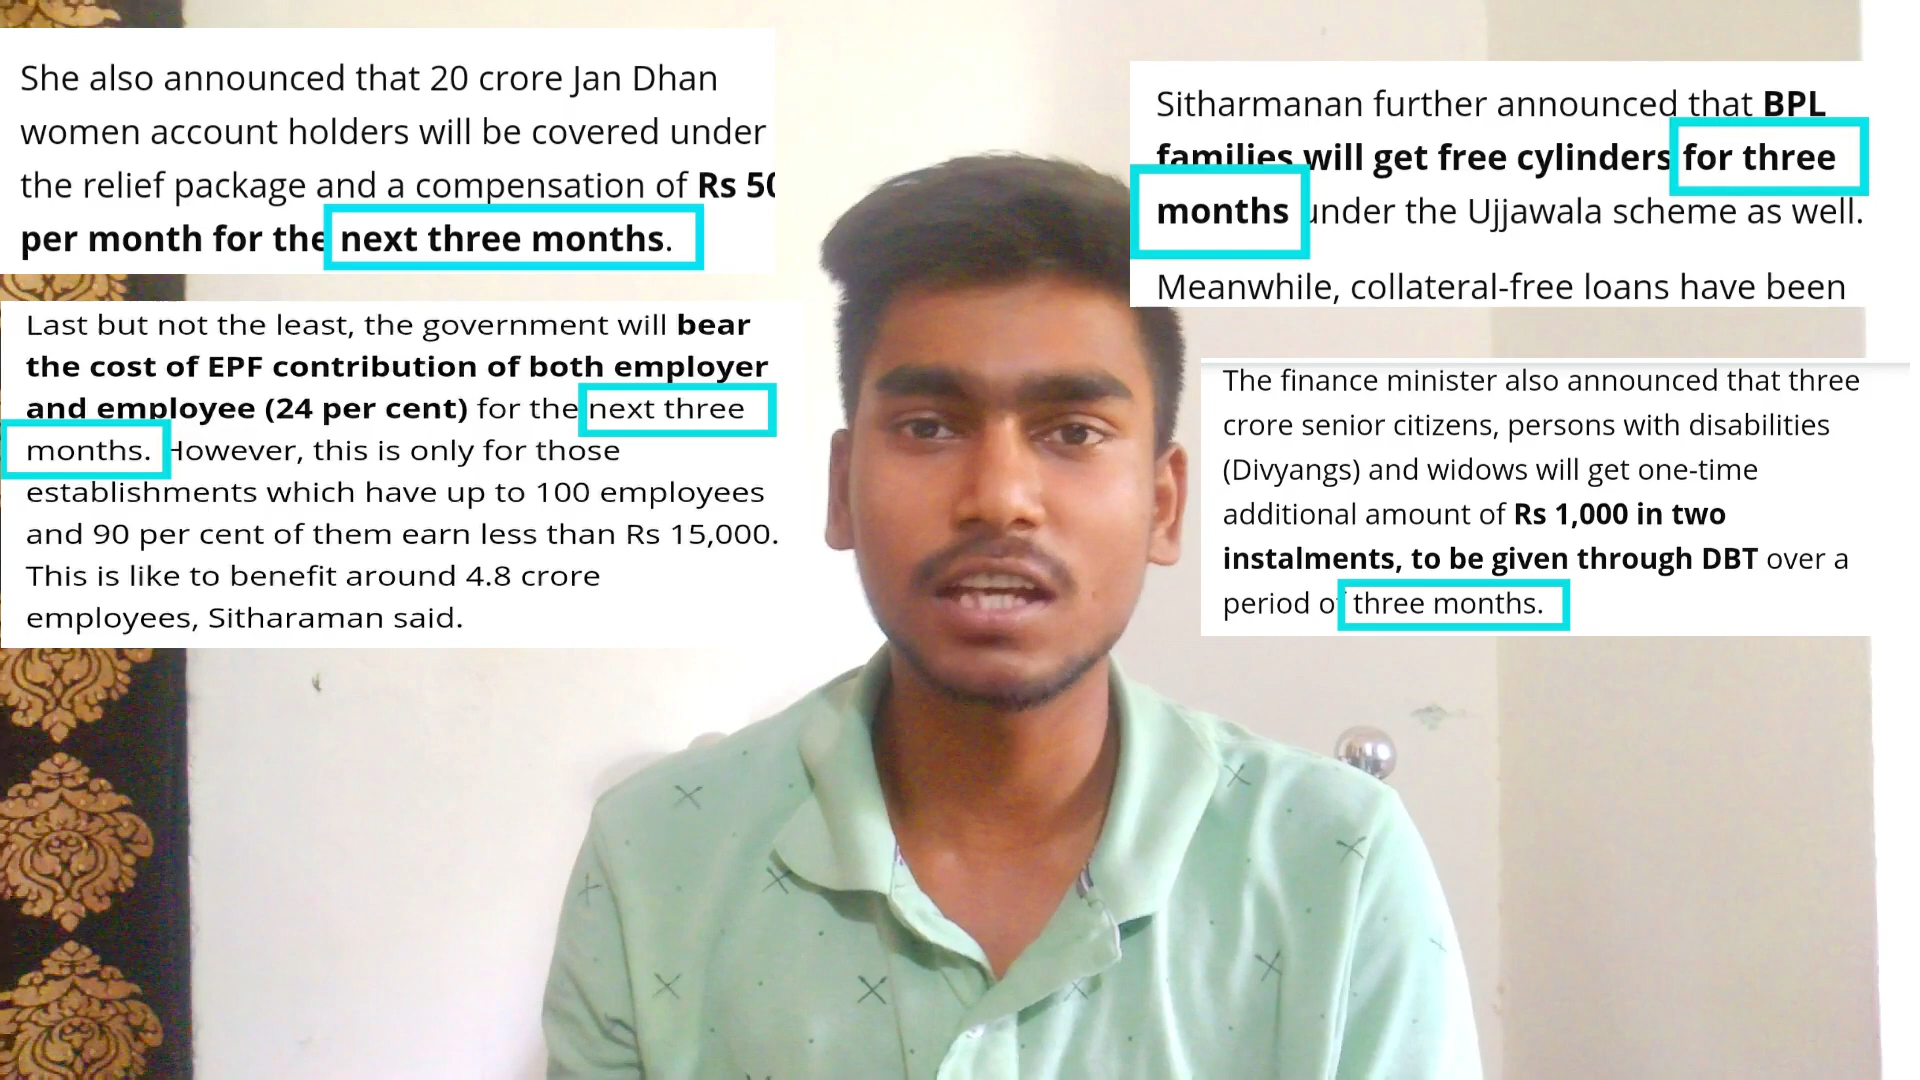 She also announced that 20 crore Jan Dhan
women account holders will be covered under
the relief package and a compensation of Rs 50
per month for the next three months.
Last but not the least, the government will bear
the cost of EPF contribution of both employer
and employee (24 per cent) for the next three
months. However, this is only for those
establishments which have up to 100 employees
and 90 per cent of them earn less than Rs 15,000.
This is like to benefit around 4.8 crore
employees, Sitharaman said.
Sitharmanan further announced that BPL
families will get free cylinders for three
months under the Ujjawala scheme as well.
Meanwhile, collateral-free loans have been
The finance minister also announced that three
crore senior citizens, persons with disabilities
(Divyangs) and widows will get one-time
additional amount of Rs 1,000 in two
instalments, to be given through DBT over a
period of three months.